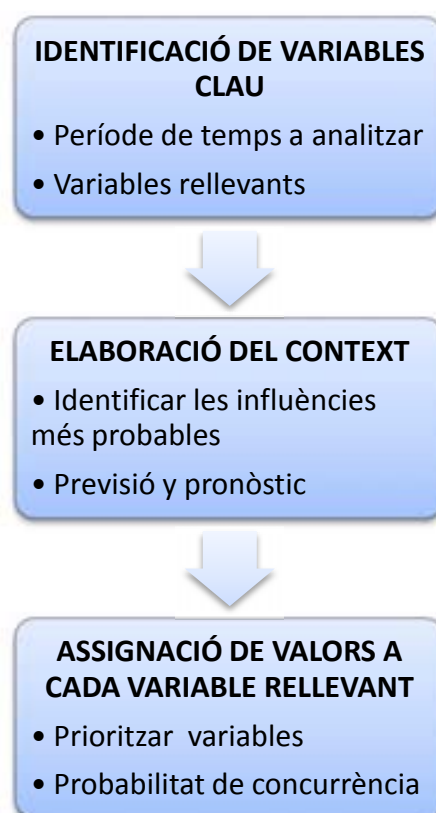 IDENTIFICACIÓ DE VARIABLES
CLAU
• Període de temps a analitzar
• Variables rellevants
ELABORACIÓ DEL CONTEXT
• Identificar les influències
més probables
• Previsió y pronòstic
ASSIGNACIÓ DE VALORS A
CADA VARIABLE RELLEVANT
• Prioritzar variables
• Probabilitat de concurrència